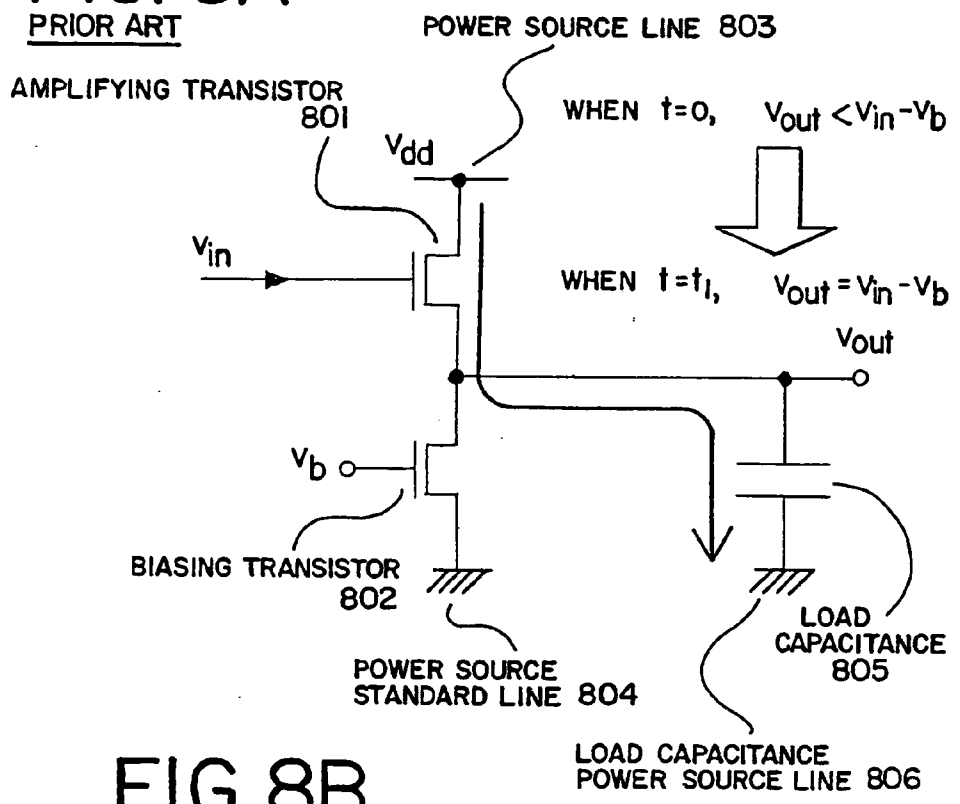 PRIOR ART
POWER SOURCE LINE 803
AMPLIFYING TRANSISTOR
801
WHEN t=0, Vout < Vin - Vb
Vdd
Vin
WHEN t=t1, Vout = Vin - Vb
Vout
Vb
BIASING TRANSISTOR
802
LOAD
CAPACITANCE
805
POWER SOURCE
STANDARD LINE 804
LOAD CAPACITANCE
POWER SOURCE LINE 806
FIG. 8B